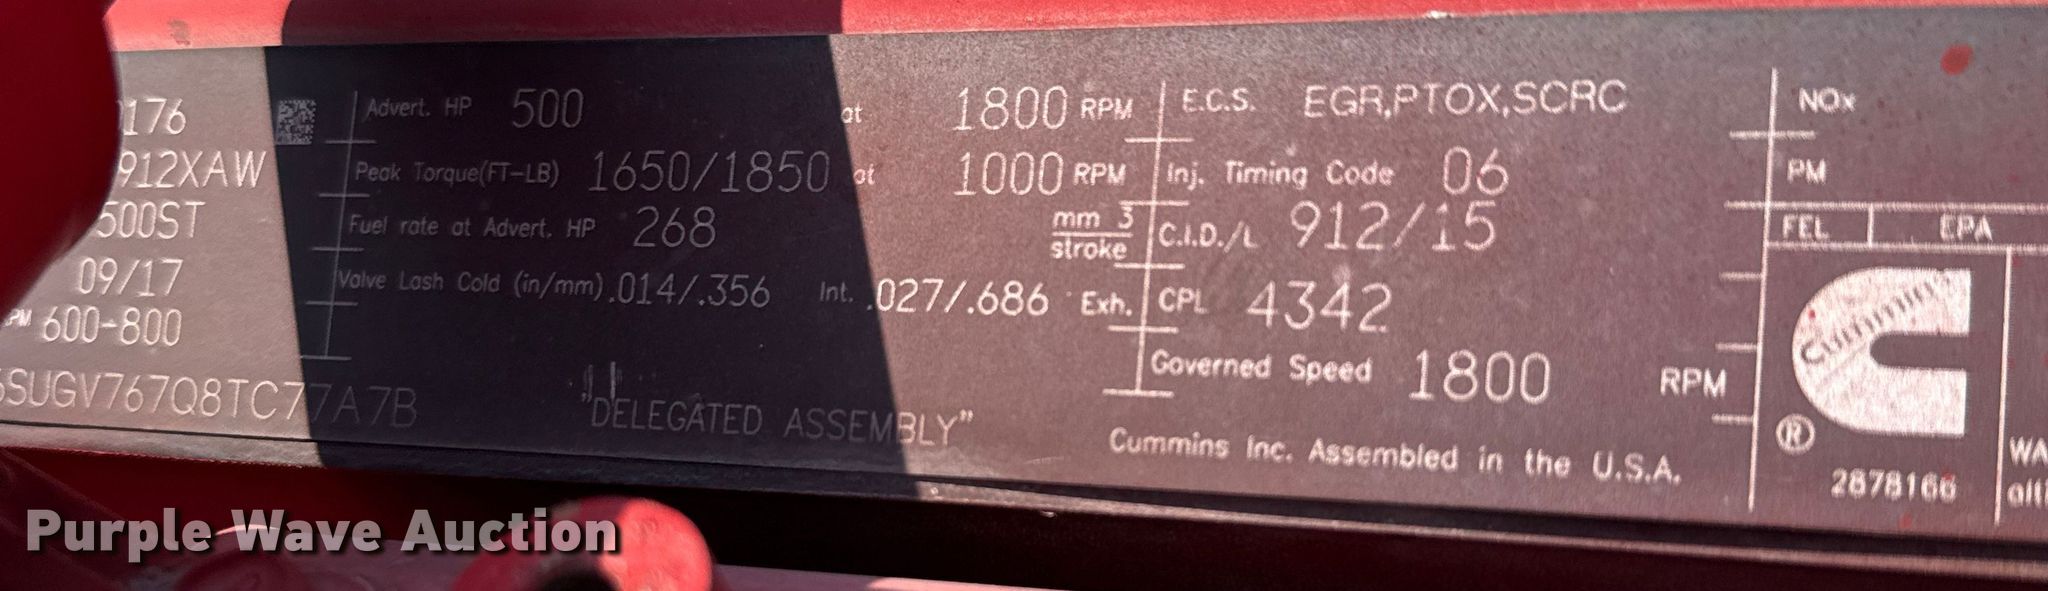 176
912XAW
500ST
09/17
PM 600-800
SUGV767Q8TC77A7B
Advert. HP 500 at 1800 RPM
Peak Torque(FT-LB) 1650/1850 at 1000 RPM
Fuel rate at Advert. HP 268 mm 3
stroke
Valve Lash Cold (in/mm) .014/.356 Int. .027/.686 Exh.
"DELEGATED ASSEMBLY"
E.C.S. EGR,PTOX,SCRC
Inj. Timing Code 06
C.I.D./L 912/15
CPL 4342
Governed Speed 1800 RPM
Cummins Inc. Assembled in the U.S.A.
NOx
PM
FEL EPA
Cummins
®
2878166
WA
alti
Purple Wave Auction